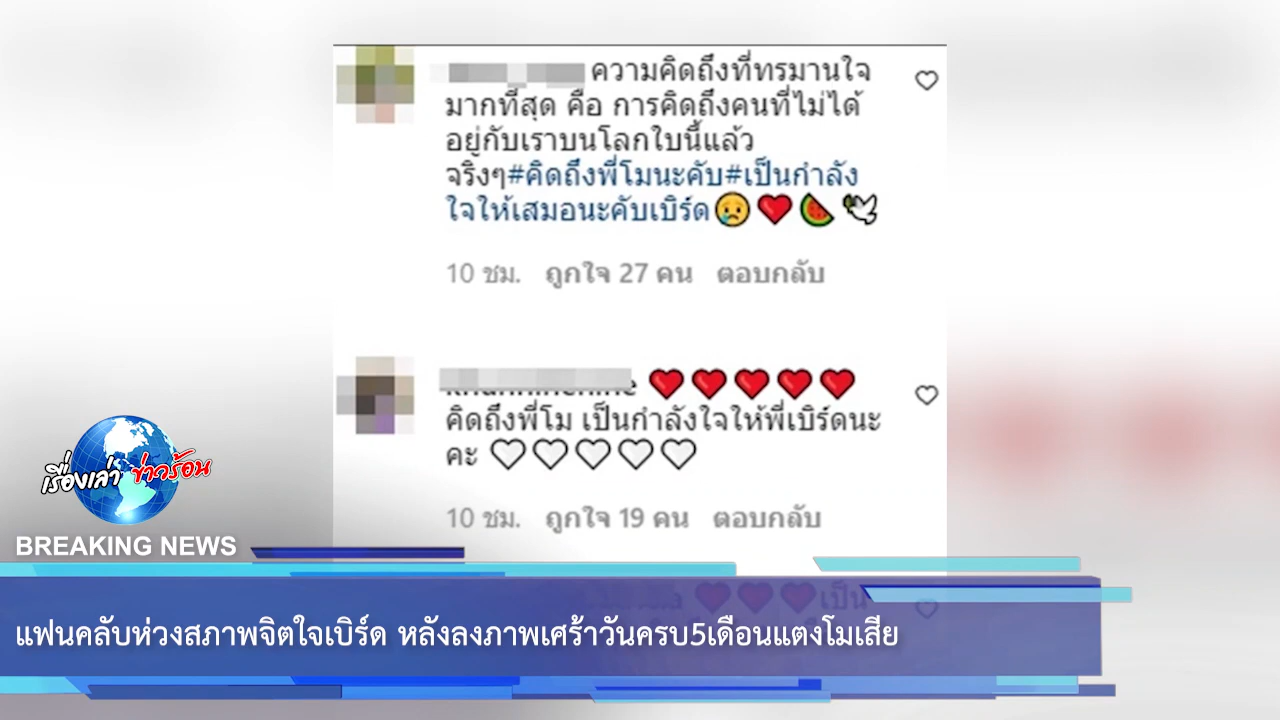 ความคิดถึงที่ทรมานใจ
มากที่สุด คือ การคิดถึงคนที่ไม่ได้
อยู่กับเราบนโลกใบนี้แล้ว
จริงๆ#คิดถึงพี่โมนะคับ#เป็นกำลัง
ใจให้เสมอนะคับเบิร์ด😥❤️🍉🕊️
10 ชม. ถูกใจ 27 คน ตอบกลับ
❤️❤️❤️❤️❤️
คิดถึงพี่โม เป็นกำลังใจให้พี่เบิร์ดนะ
คะ 🤍🤍🤍🤍🤍
10 ชม. ถูกใจ 19 คน ตอบกลับ
❤️❤️❤️เป็น
เรื่องเล่า ข่าวร้อน
BREAKING NEWS
แฟนคลับห่วงสภาพจิตใจเบิร์ด หลังลงภาพเศร้าวันครบ5เดือนแตงโมเสีย